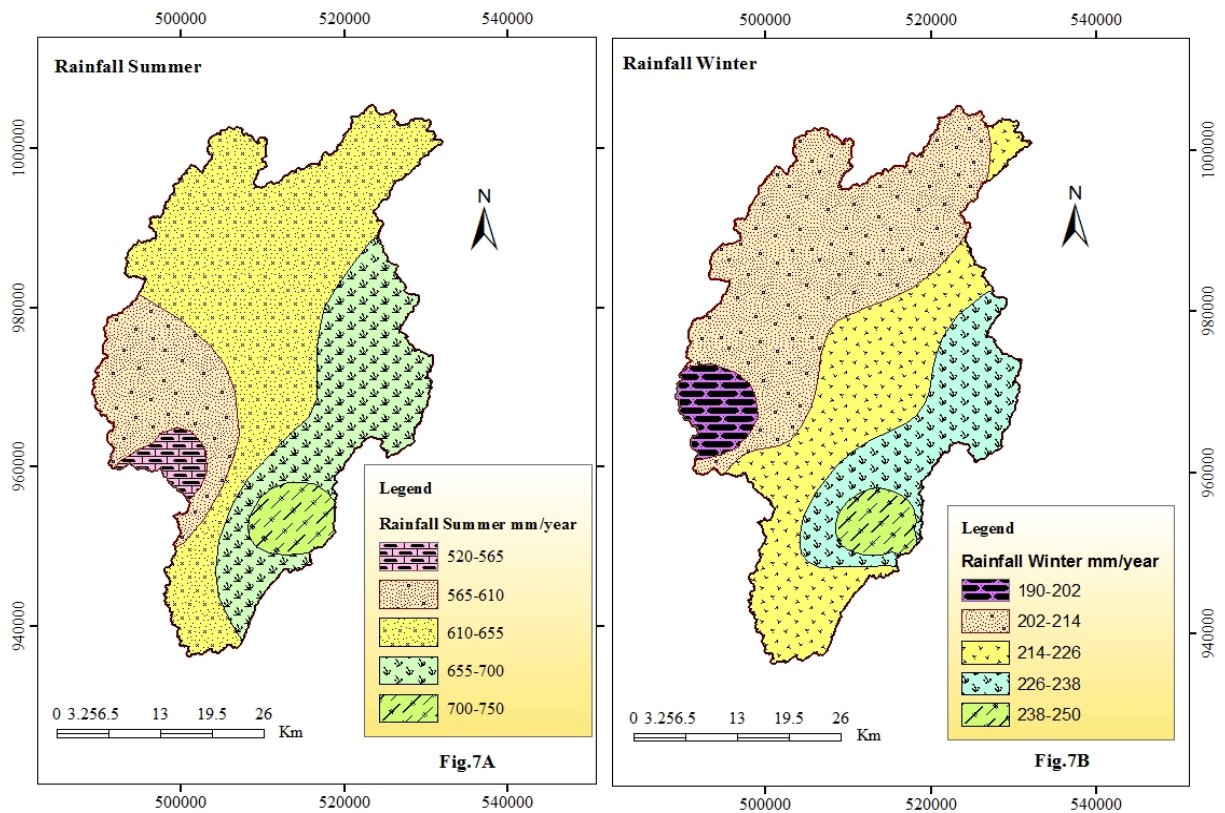 500000 520000 540000
Rainfall Summer
1000000
980000
960000
940000
N
Legend
Rainfall Summer mm/year
520-565
565-610
610-655
655-700
700-750
0 3.256.5 13 19.5 26
Km
Fig.7A
500000 520000 540000
500000 520000 540000
Rainfall Winter
N
1000000
980000
960000
940000
Legend
Rainfall Winter mm/year
190-202
202-214
214-226
226-238
238-250
0 3.256.5 13 19.5 26
Km
Fig.7B
500000 520000 540000